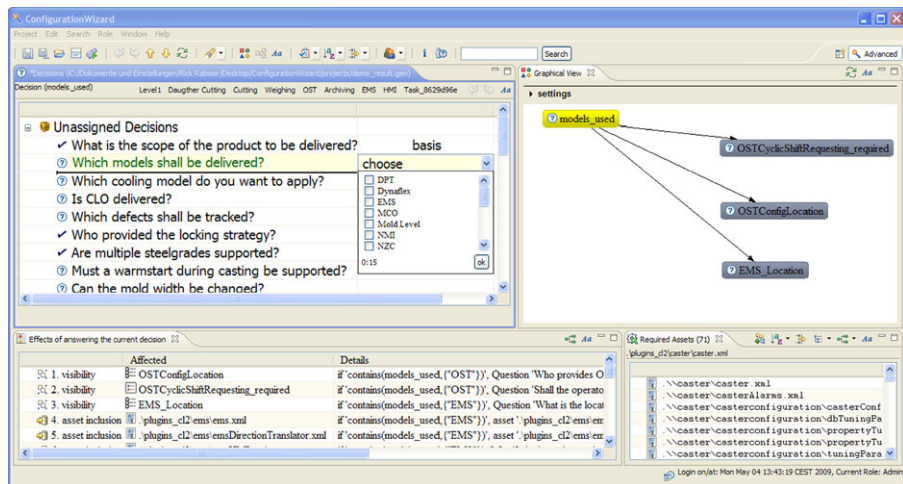 ConfigurationWizard
Project Edit Search Role Window Help
Search
Advanced
*Decisions (C:/Dokumente und Einstellungen/Rick Rabiser/Desktop/ConfigurationWizard/projects/demo_result.gen)
Decision (models_used) Level1 Daugther Cutting Cutting Weighing OST Archiving EMS HMI Task_8629d96e
Unassigned Decisions
What is the scope of the product to be delivered? basis
Which models shall be delivered? choose
Which cooling model do you want to apply?
Is CLO delivered?
Which defects shall be tracked?
Who provided the locking strategy?
Are multiple steelgrades supported?
Must a warmstart during casting be supported?
Can the mold width be changed?
DPT
Dynaflex
EMS
MCO
Mold Level
NMI
NZC
0:15 ok
Graphical View
settings
models_used
OSTCyclicShiftRequesting_required
OSTConfigLocation
EMS_Location
Effects of answering the current decision
Affected Details
1. visibility OSTConfigLocation if 'contains(models_used,{"OST"})', Question 'Who provides O
2. visibility OSTCyclicShiftRequesting_required if 'contains(models_used,{"OST"})', Question 'Shall the operato
3. visibility EMS_Location if 'contains(models_used,{"EMS"})', Question 'What is the locat
4. asset inclusion .\plugins_cl2\ems\ems.xml if 'contains(models_used,{"EMS"})', asset '.\plugins_cl2\ems\em
5. asset inclusion .\plugins_cl2\ems\emsDirectionTranslator.xml if 'contains(models_used,{"EMS"})', asset '.\plugins_cl2\ems\em
Required Assets (71)
.\plugins_cl2\caster\caster.xml
.\\caster\caster.xml
.\\caster\casterAlarms.xml
.\\caster\casterconfiguration\casterConf
.\\caster\casterconfiguration\dbTuningPa
.\\caster\casterconfiguration\propertyTu
.\\caster\casterconfiguration\propertyTu
.\\caster\casterconfiguration\tuningPara
Login on/at: Mon May 04 13:43:19 CEST 2009, Current Role: Admin